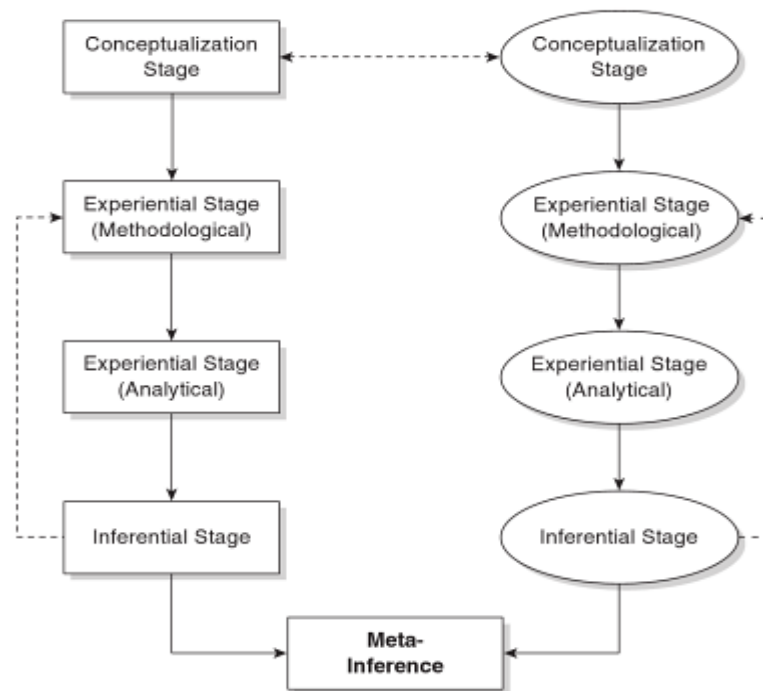 Conceptualization
Stage
Conceptualization
Stage
Experiential Stage
(Methodological)
Experiential Stage
(Methodological)
Experiential Stage
(Analytical)
Experiential Stage
(Analytical)
Inferential Stage
Inferential Stage
Meta-
Inference